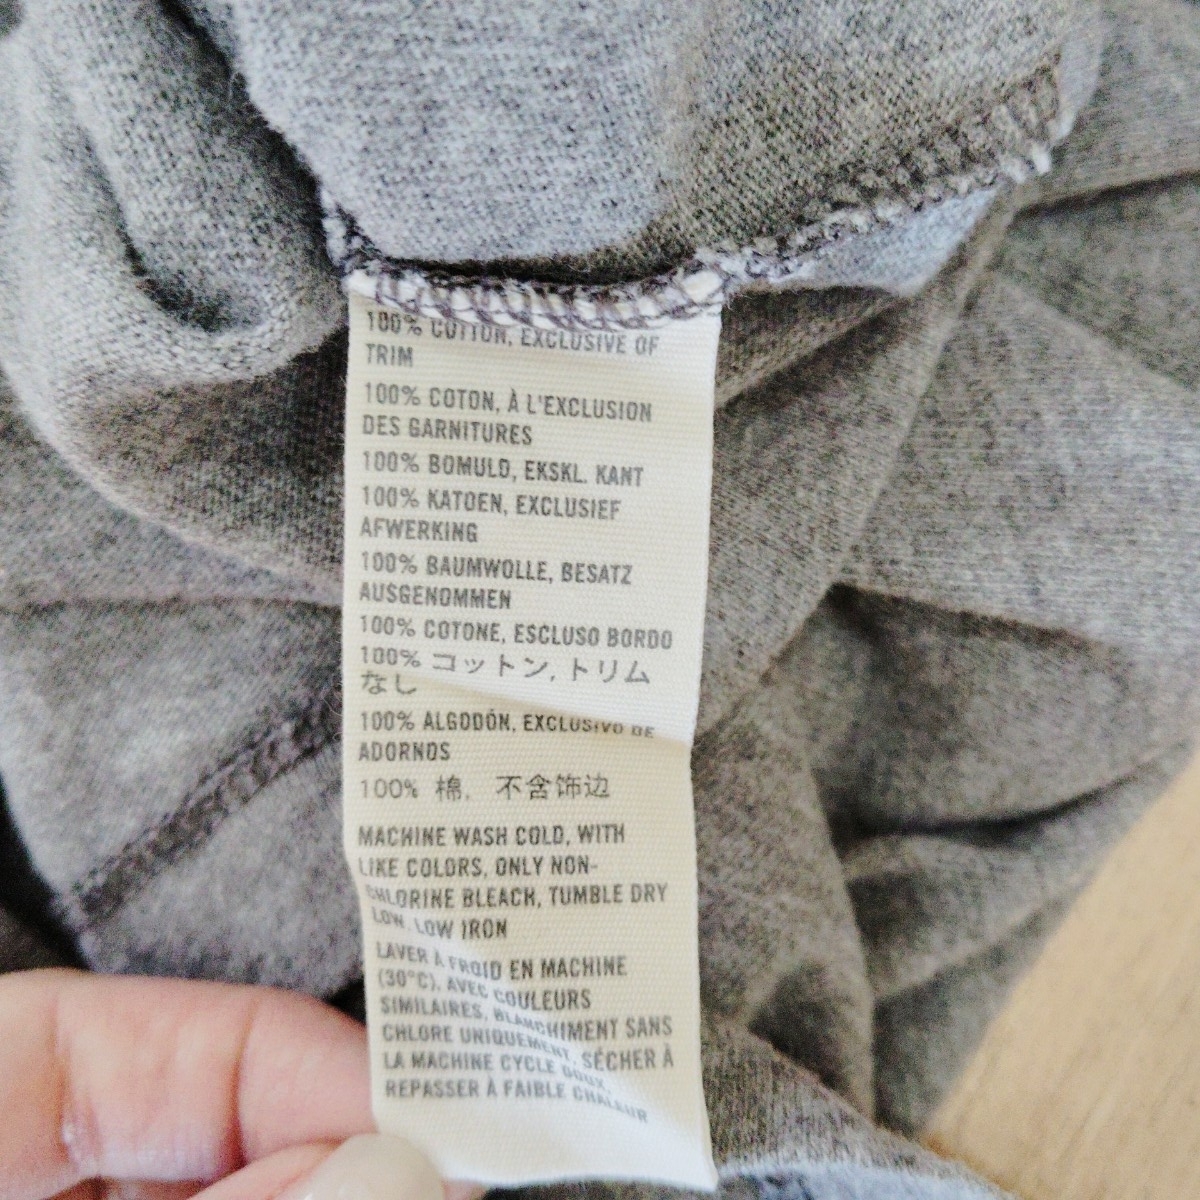 100% COTTON, EXCLUSIVE OF
TRIM
100% COTON, À L'EXCLUSION
DES GARNITURES
100% BOMULD, EKSKL. KANT
100% KATOEN, EXCLUSIEF
AFWERKING
100% BAUMWOLLE, BESATZ
AUSGENOMMEN
100% COTONE, ESCLUSO BORDO
100% コットン, トリム
なし
100% ALGODÓN, EXCLUSIVO DE
ADORNOS
100% 棉, 不含饰边
MACHINE WASH COLD, WITH
LIKE COLORS, ONLY NON-
CHLORINE BLEACH, TUMBLE DRY
LOW, LOW IRON
LAVER À FROID EN MACHINE
(30°C), AVEC COULEURS
SIMILAIRES, BLANCHIMENT SANS
CHLORE UNIQUEMENT, SÉCHER À
LA MACHINE CYCLE DOUX,
REPASSER À FAIBLE CHALEUR